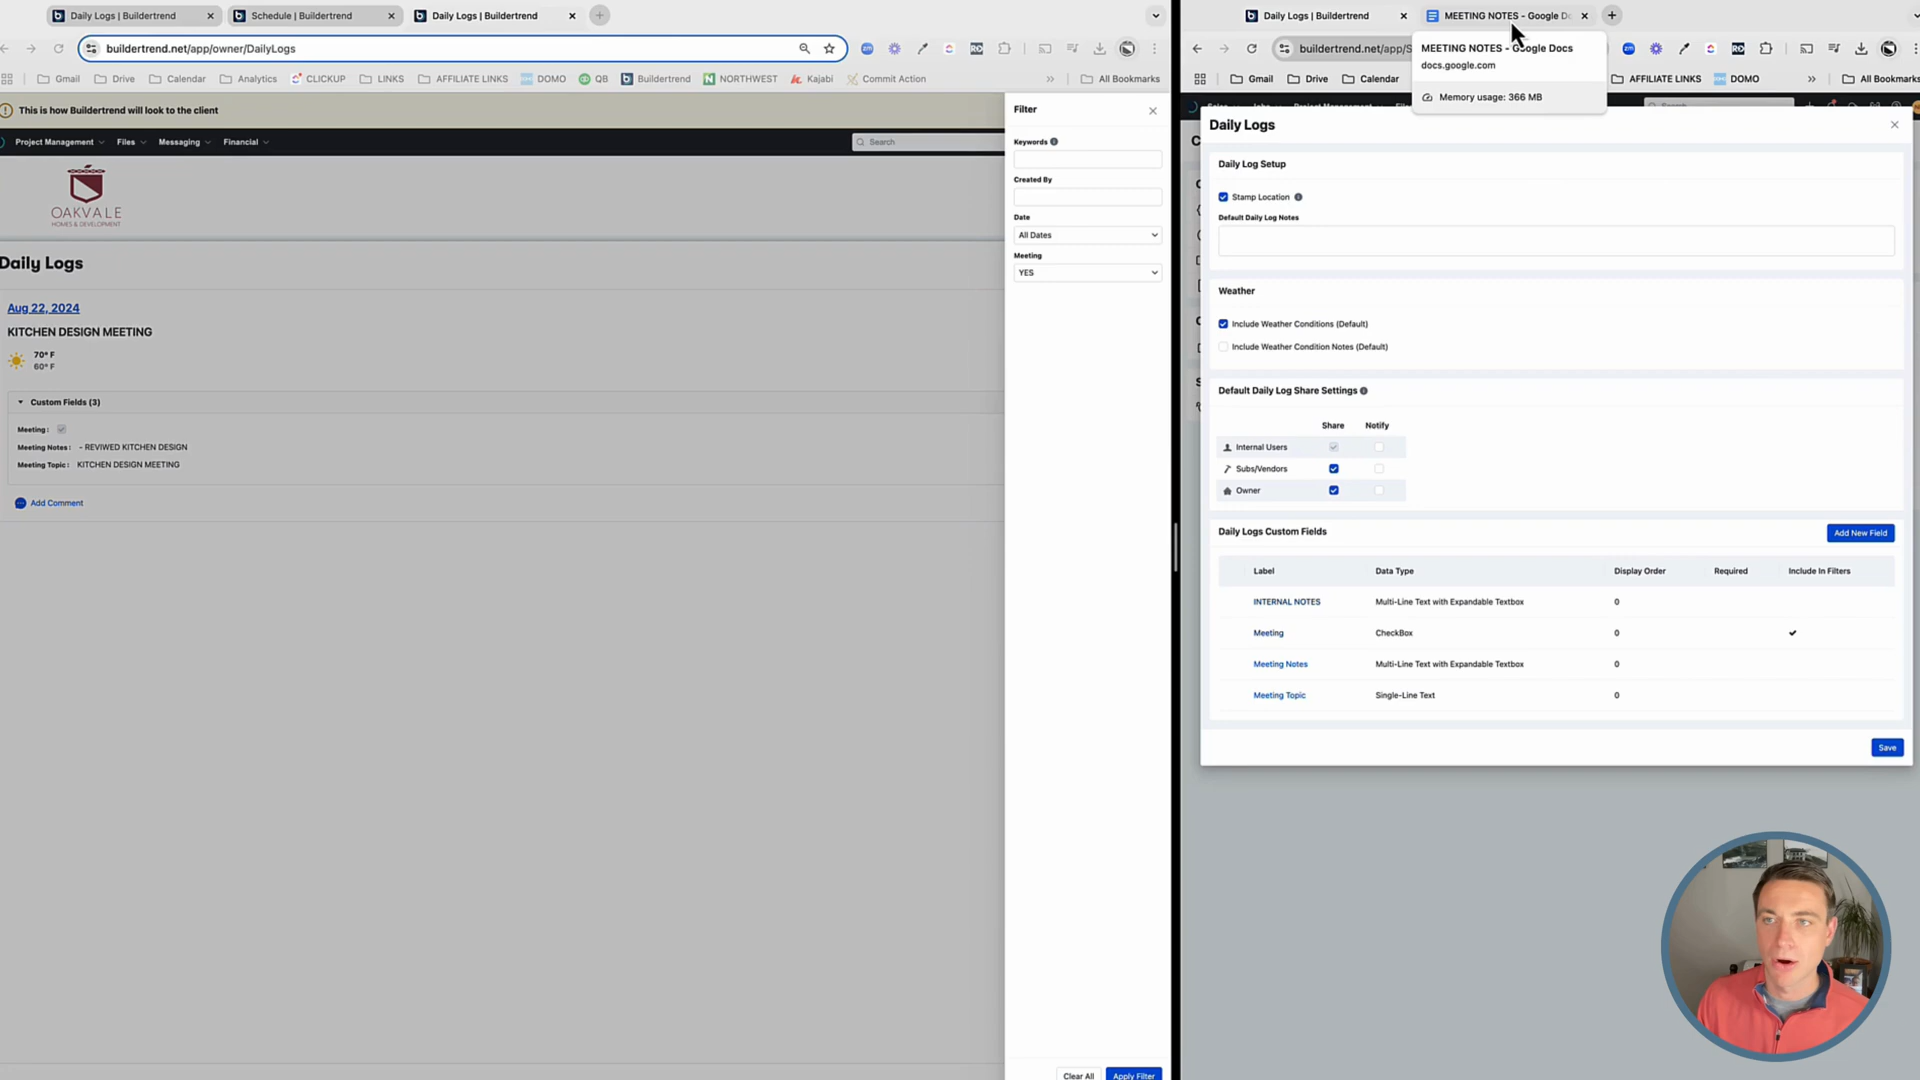 Daily Logs | Buildertrend
Schedule | Buildertrend
Daily Logs | Buildertrend
buildertrend.net/app/owner/DailyLogs
Gmail
Drive
Calendar
Analytics
CLICKUP
LINKS
AFFILIATE LINKS
DOMO
QB
Buildertrend
NORTHWEST
Kajabi
Commit Action
All Bookmarks
This is how Buildertrend will look to the client
Project Management
Files
Messaging
Financial
Search
OAKVALE
HOMES & DEVELOPMENT
Daily Logs
Aug 22, 2024
KITCHEN DESIGN MEETING
70° F
60° F
Custom Fields (3)
Meeting :
Meeting Notes : - REVIWED KITCHEN DESIGN
Meeting Topic : KITCHEN DESIGN MEETING
Add Comment
Filter
Keywords
Created By
Date
All Dates
Meeting
YES
Clear All
Apply Filter
Daily Logs | Buildertrend
MEETING NOTES - Google Do
buildertrend.net/app/S
MEETING NOTES - Google Docs
docs.google.com
Memory usage: 366 MB
Gmail
Drive
Calendar
AFFILIATE LINKS
DOMO
All Bookmarks
Daily Logs
Daily Log Setup
Stamp Location
Default Daily Log Notes
Weather
Include Weather Conditions (Default)
Include Weather Condition Notes (Default)
Default Daily Log Share Settings
Share Notify
Internal Users
Subs/Vendors
Owner
Daily Logs Custom Fields
Add New Field
Label Data Type Display Order Required Include In Filters
INTERNAL NOTES Multi-Line Text with Expandable Textbox 0
Meeting CheckBox 0
Meeting Notes Multi-Line Text with Expandable Textbox 0
Meeting Topic Single-Line Text 0
Save